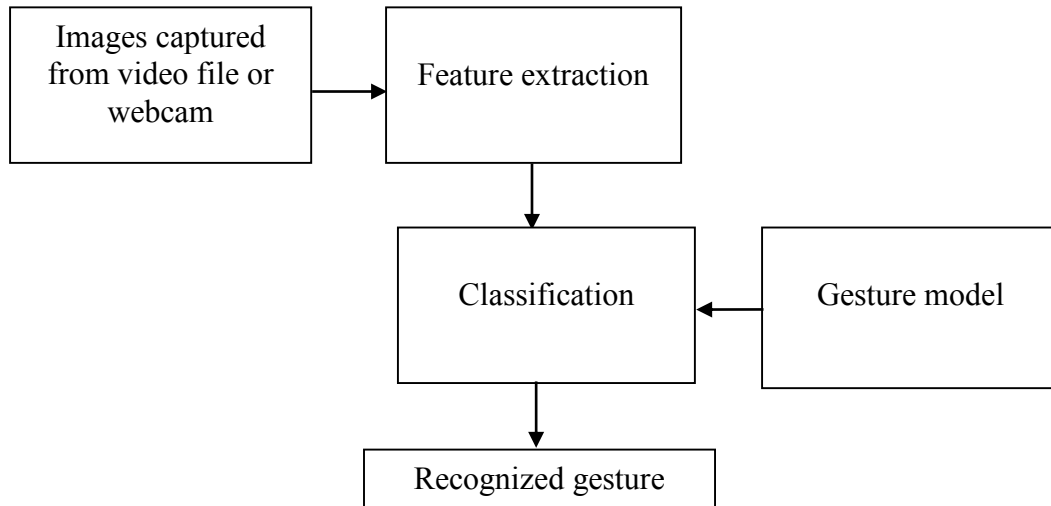 Images captured
from video file or
webcam
Feature extraction
Classification
Gesture model
Recognized gesture